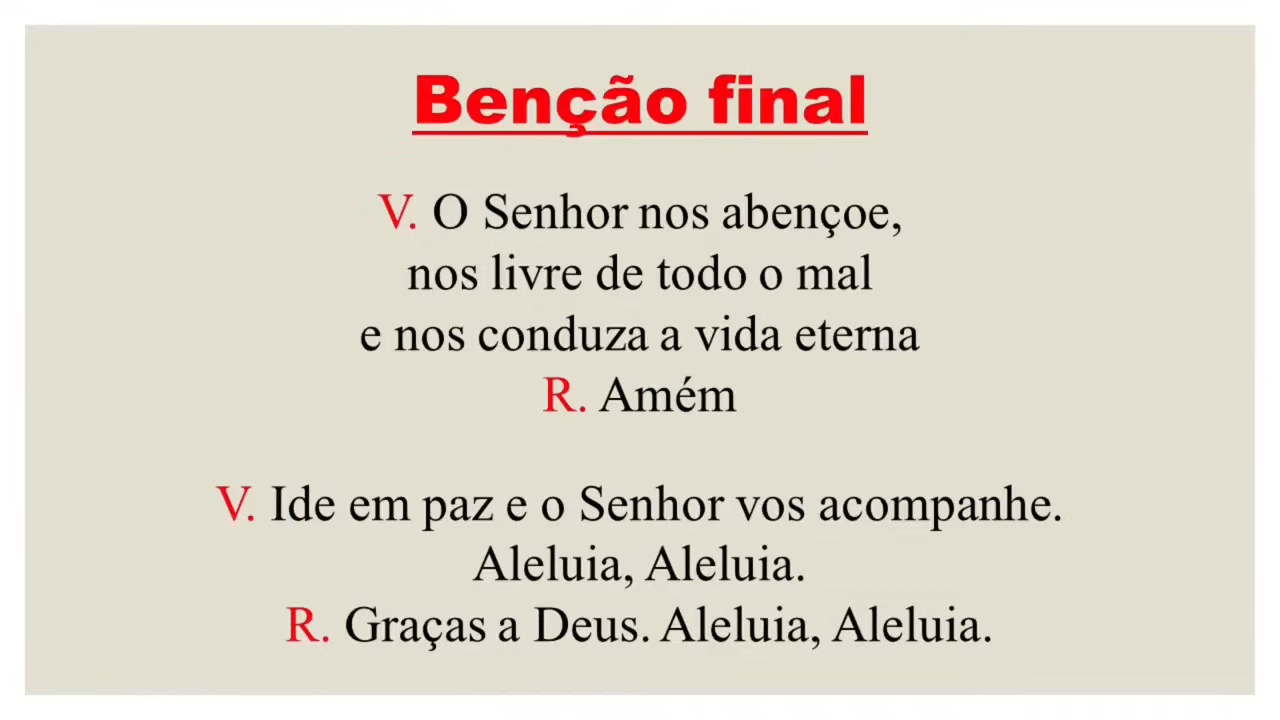 Benção final
V. O Senhor nos abençoe,
nos livre de todo o mal
e nos conduza a vida eterna
R. Amém
V. Ide em paz e o Senhor vos acompanhe.
Aleluia, Aleluia.
R. Graças a Deus. Aleluia, Aleluia.